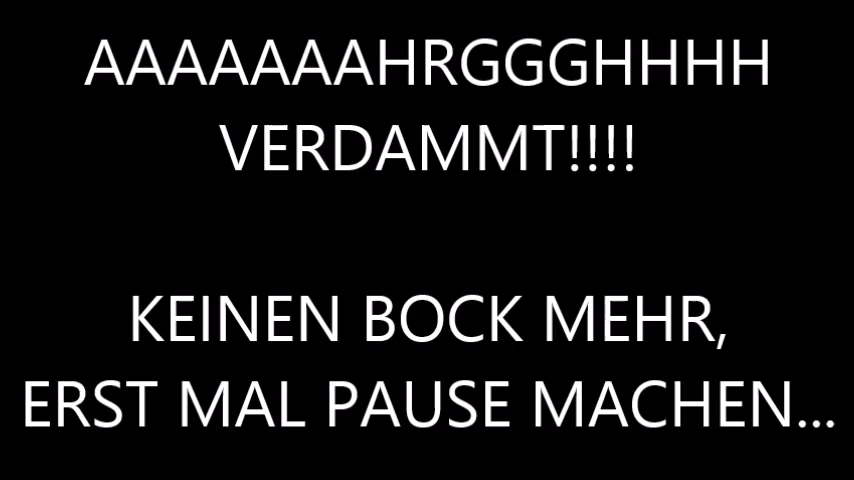 AAAAAAAHRGGGHHHH
VERDAMMT!!!!
KEINEN BOCK MEHR,
ERST MAL PAUSE MACHEN...